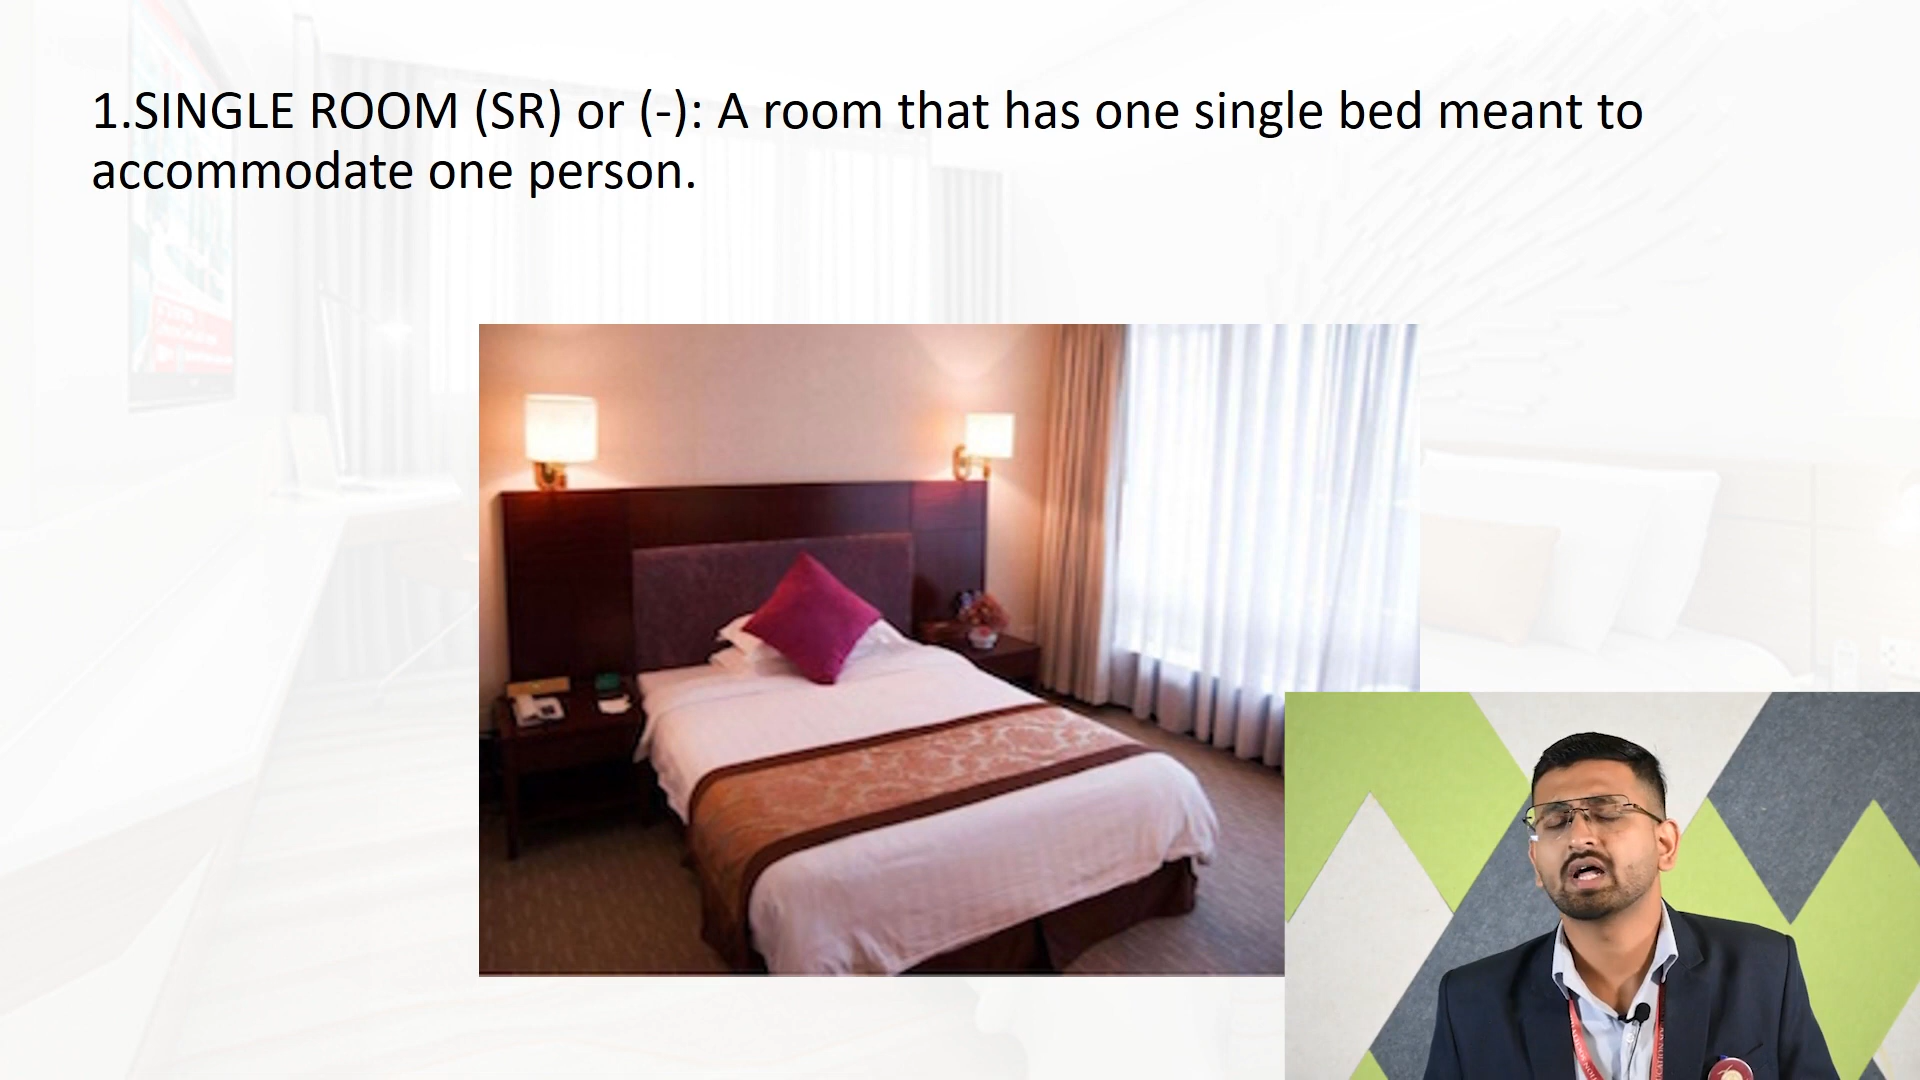 1.SINGLE ROOM (SR) or (-): A room that has one single bed meant to
accommodate one person.